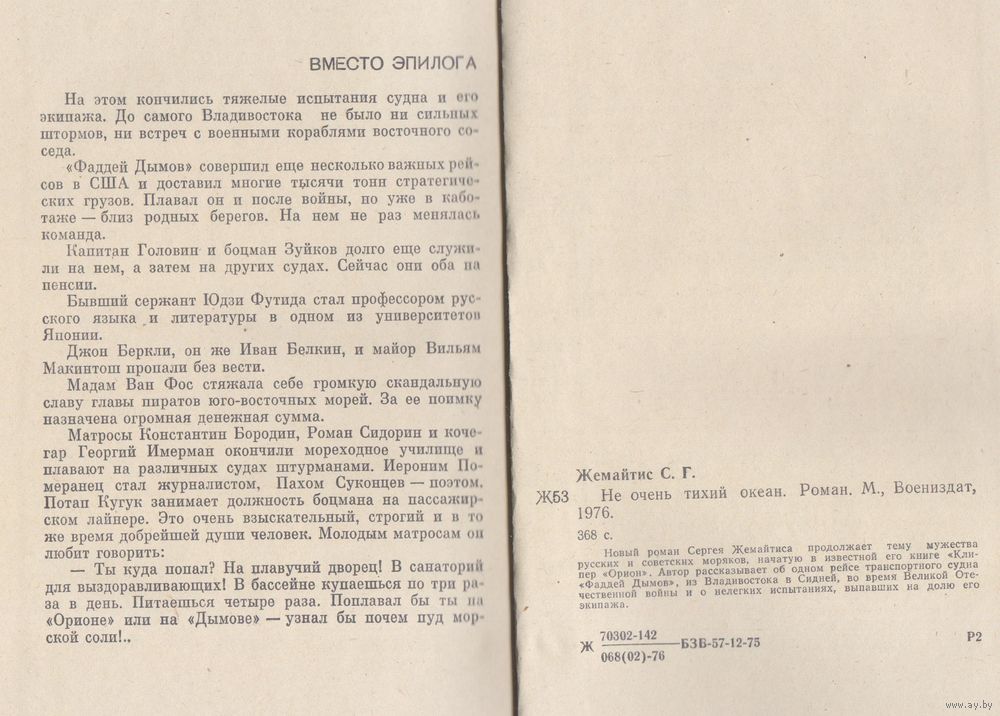 ВМЕСТО ЭПИЛОГА
На этом кончились тяжелые испытания судна и его
экипажа. До самого Владивостока не было ни сильных
штормов, ни встреч с военными кораблями восточного со-
седа.
«Фаддей Дымов» совершил еще несколько важных рей-
сов в США и доставил многие тысячи тонн стратегиче-
ских грузов. Плавал он и после войны, но уже в кабо-
таже — близ родных берегов. На нем не раз менялась
команда.
Капитан Головин и боцман Зуйков долго еще служи-
ли на нем, а затем на других судах. Сейчас они оба на
пенсии.
Бывший сержант Юдзи Футида стал профессором рус-
ского языка и литературы в одном из университетов
Японии.
Джон Беркли, он же Иван Белкин, и майор Вильям
Макинтош пропали без вести.
Мадам Ван Фос стяжала себе громкую скандальную
славу главы пиратов юго-восточных морей. За ее поимку
назначена огромная денежная сумма.
Матросы Константин Бородин, Роман Сидорин и коче-
гар Георгий Имерман окончили мореходное училище и
плавают на различных судах штурманами. Иероним По-
меранец стал журналистом, Пахом Суконцев — поэтом.
Потап Кугук занимает должность боцмана на пассажир-
ском лайнере. Это очень взыскательный, строгий и в то
же время добрейшей души человек. Молодым матросам он
любит говорить:
— Ты куда попал? На плавучий дворец! В санаторий
для выздоравливающих! В бассейне купаешься по три ра-
за в день. Питаешься четыре раза. Поплавал бы ты на
«Орионе» или на «Дымове» — узнал бы почем пуд мор-
ской соли!..
Жемайтис С. Г.
Ж53 Не очень тихий океан. Роман. М., Воениздат,
1976.
368 с.
Новый роман Сергея Жемайтиса продолжает тему мужества
русских и советских моряков, начатую в известной его книге «Кли-
пер «Орион». Автор рассказывает об одном рейсе транспортного судна
«Фаддей Дымов», из Владивостока в Сидней, во время Великой Оте-
чественной войны и о нелегких испытаниях, выпавших на долю его
экипажа.
70302-142
Ж БЗВ-57-12-75 Р2
068(02)-76
www.ay.by